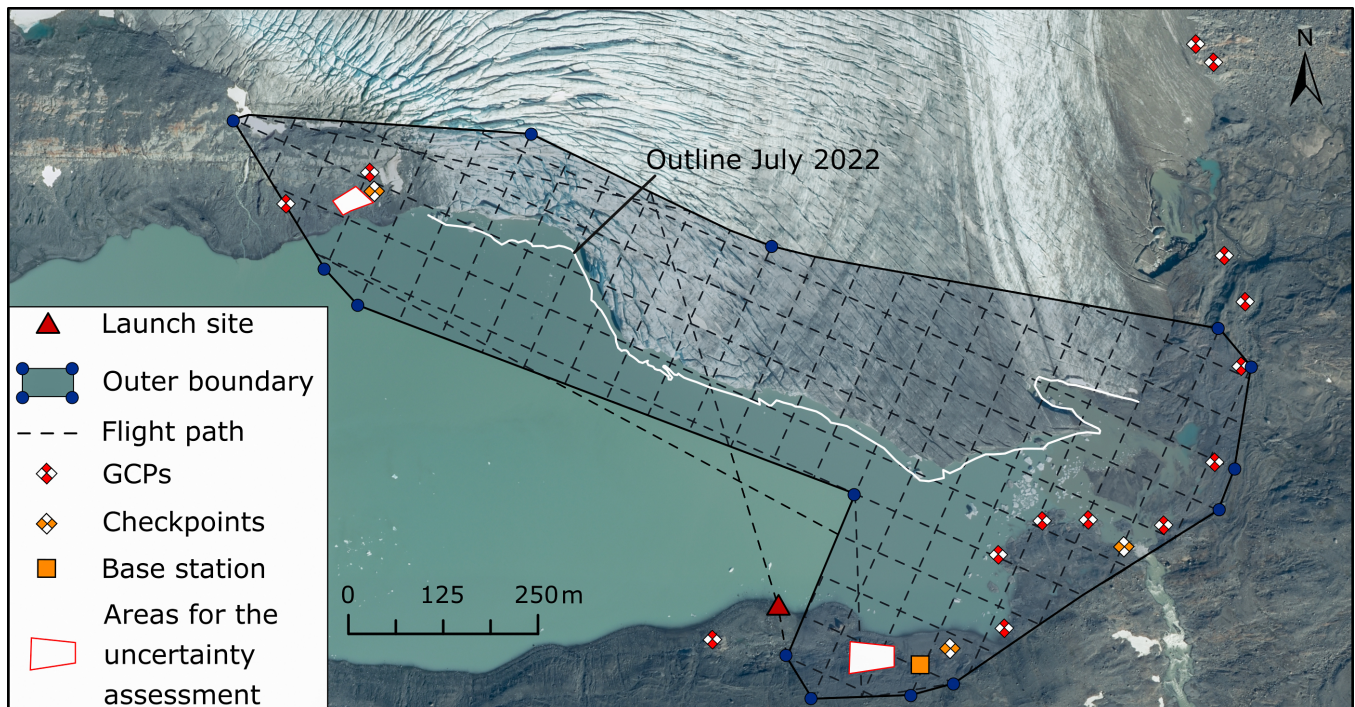 N
Outline July 2022
Launch site
Outer boundary
Flight path
GCPs
Checkpoints
Base station
Areas for the
uncertainty
assessment
0 125 250 m